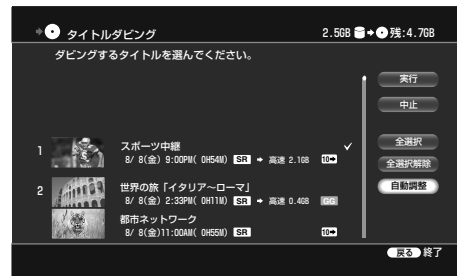 タイトルダビング 2.5GB 残:4.7GB
ダビングするタイトルを選んでください。
実行
中止
全選択
全選択解除
自動調整
1 スポーツ中継
8/ 8(金) 9:00PM( 0H54M) SR 高速 2.1GB 10
2 世界の旅「イタリア〜ローマ」
8/ 8(金) 2:33PM( 0H11M) SR 高速 0.4GB GG
都市ネットワーク
8/ 8(金)11:00AM( 0H55M) SR 10
戻る 終了